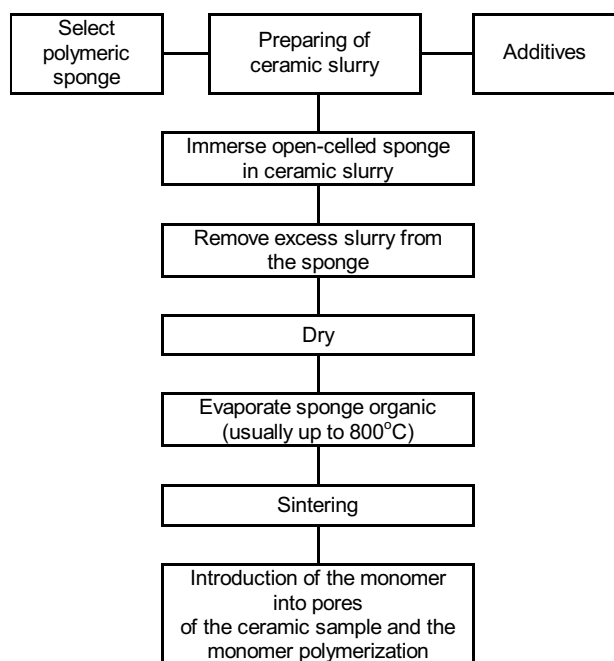 Select
polymeric
sponge
Preparing of
ceramic slurry
Additives
Immerse open-celled sponge
in ceramic slurry
Remove excess slurry from
the sponge
Dry
Evaporate sponge organic
(usually up to 800°C)
Sintering
Introduction of the monomer
into pores
of the ceramic sample and the
monomer polymerization